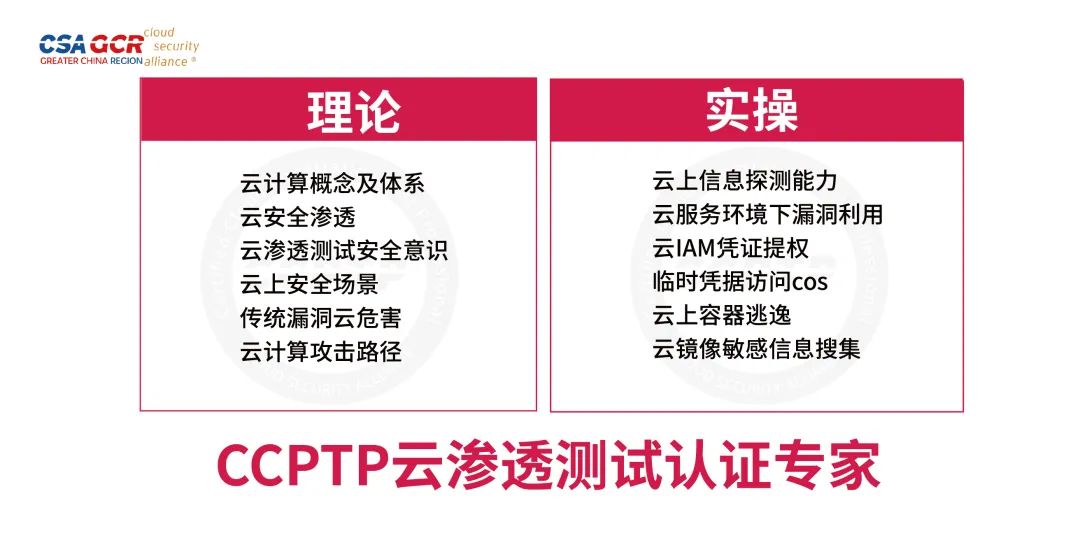 CSA GCR cloud
security
GREATER CHINA REGION alliance ®
理论
云计算概念及体系
云安全渗透
云渗透测试安全意识
云上安全场景
传统漏洞云危害
云计算攻击路径
实操
云上信息探测能力
云服务环境下漏洞利用
云IAM凭证提权
临时凭据访问cos
云上容器逃逸
云镜像敏感信息搜集
CCPTP云渗透测试认证专家